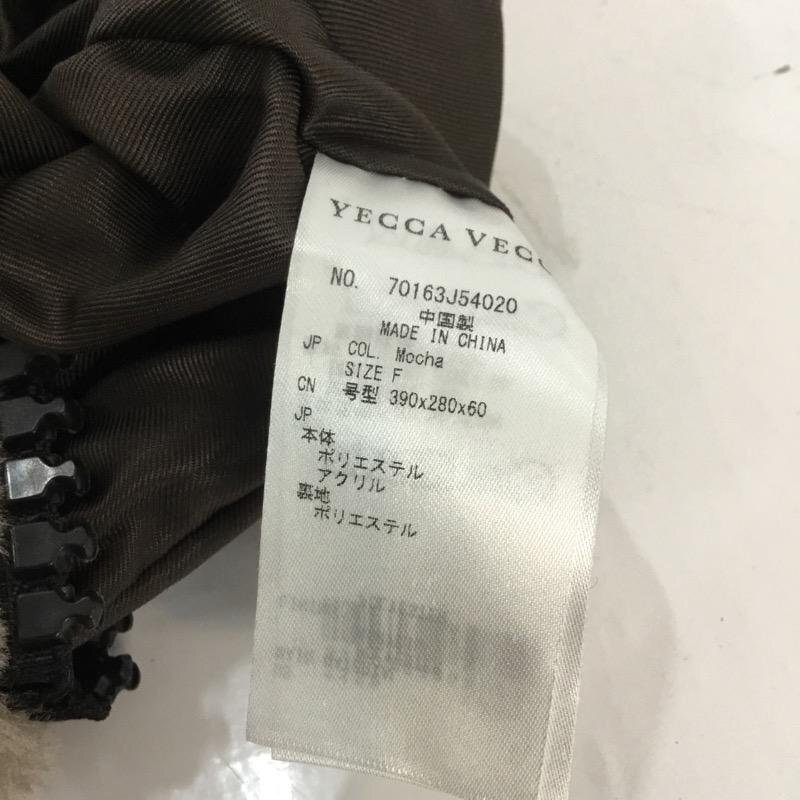 YECCA VECC
NO. 70163J54020
中国製
MADE IN CHINA
JP COL. Mocha
SIZE F
CN 号型 390x280x60
JP
本体
ポリエステル
アクリル
裏地
ポリエステル